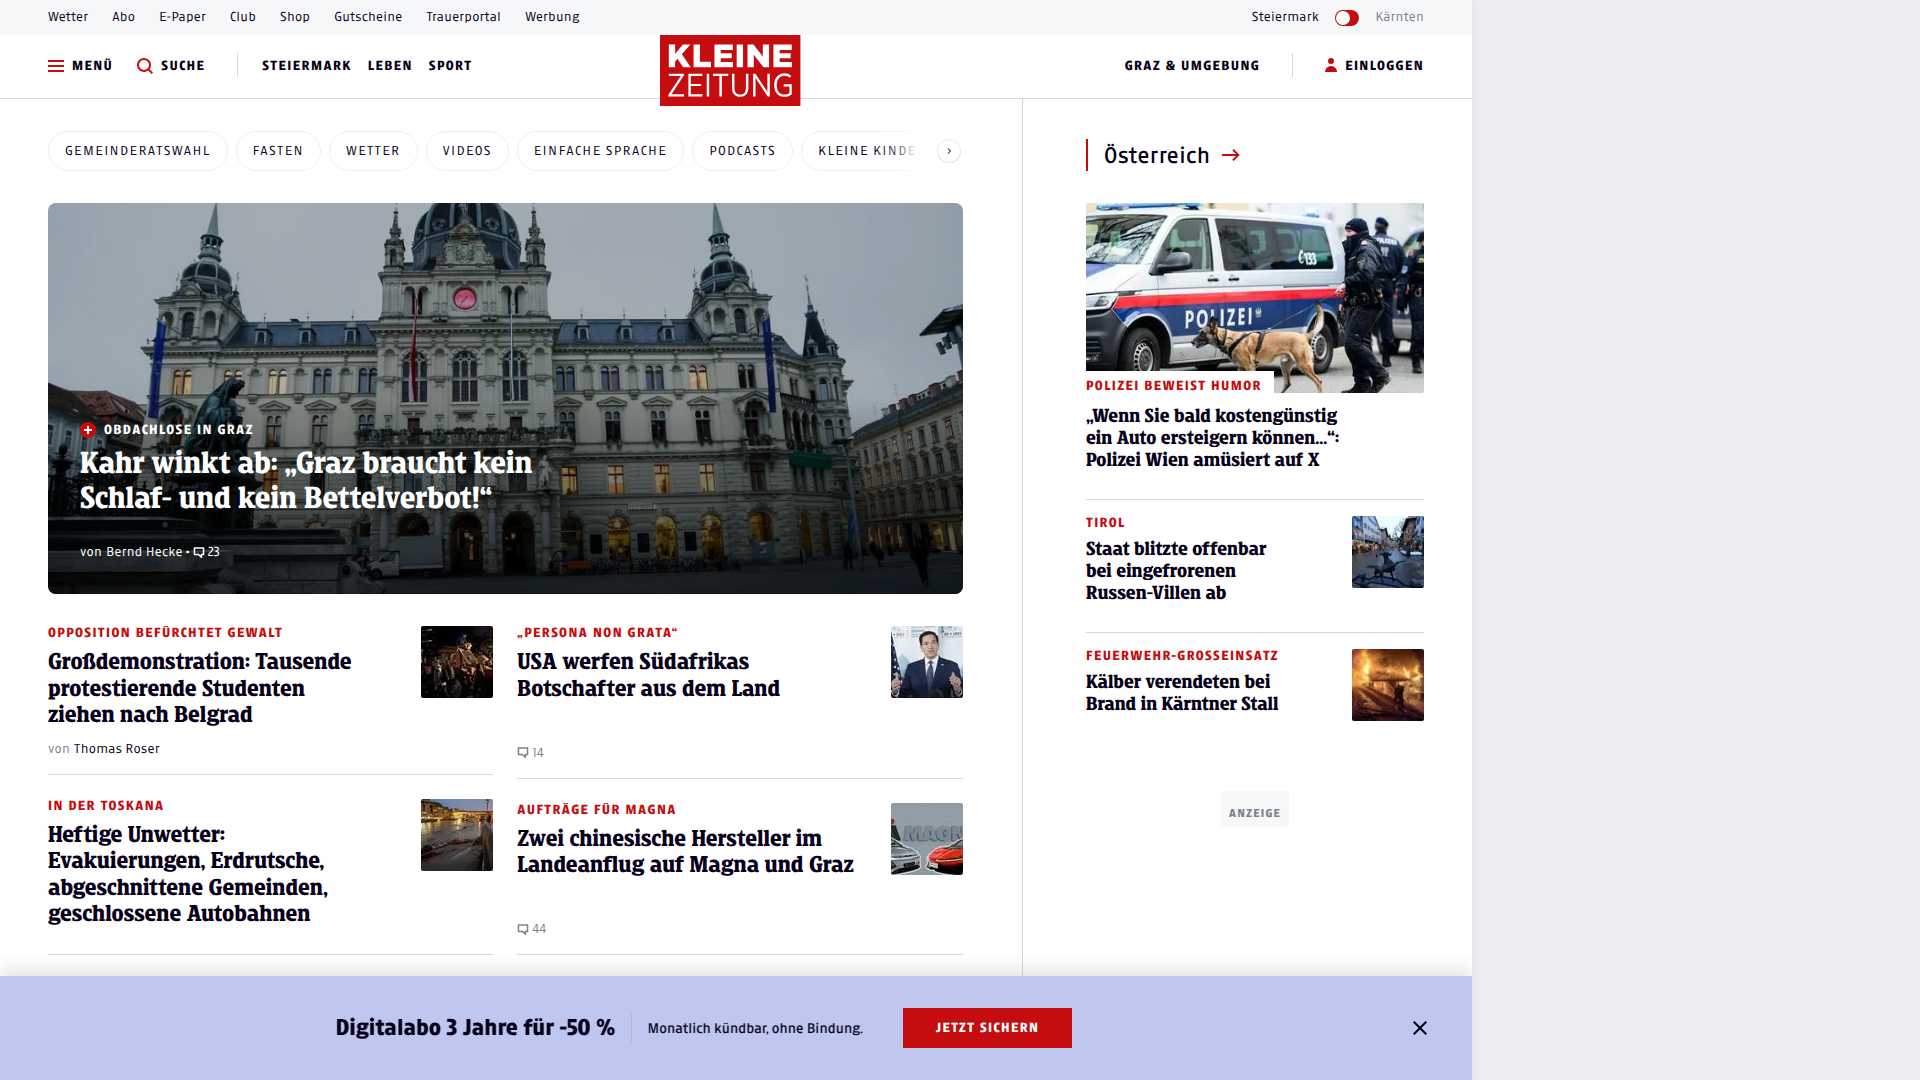 Wetter Abo E-Paper Club Shop Gutscheine Trauerportal Werbung
Steiermark Kärnten
MENÜ SUCHE STEIERMARK LEBEN SPORT
KLEINE
ZEITUNG
GRAZ & UMGEBUNG EINLOGGEN
GEMEINDERATSWAHL FASTEN WETTER VIDEOS EINFACHE SPRACHE PODCASTS KLEINE KINDE
OBDACHLOSE IN GRAZ
Kahr winkt ab: „Graz braucht kein
Schlaf- und kein Bettelverbot!“
von Bernd Hecke • 23
OPPOSITION BEFÜRCHTET GEWALT
Großdemonstration: Tausende
protestierende Studenten
ziehen nach Belgrad
von Thomas Roser
„PERSONA NON GRATA“
USA werfen Südafrikas
Botschafter aus dem Land
14
IN DER TOSKANA
Heftige Unwetter:
Evakuierungen, Erdrutsche,
abgeschnittene Gemeinden,
geschlossene Autobahnen
AUFTRÄGE FÜR MAGNA
Zwei chinesische Hersteller im
Landeanflug auf Magna und Graz
MAGN
44
Österreich
133
POLIZEI
POLIZEI BEWEIST HUMOR
„Wenn Sie bald kostengünstig
ein Auto ersteigern können...“:
Polizei Wien amüsiert auf X
TIROL
Staat blitzte offenbar
bei eingefrorenen
Russen-Villen ab
FEUERWEHR-GROSSEINSATZ
Kälber verendeten bei
Brand in Kärntner Stall
ANZEIGE
Digitalabo 3 Jahre für -50 %
Monatlich kündbar, ohne Bindung.
JETZT SICHERN